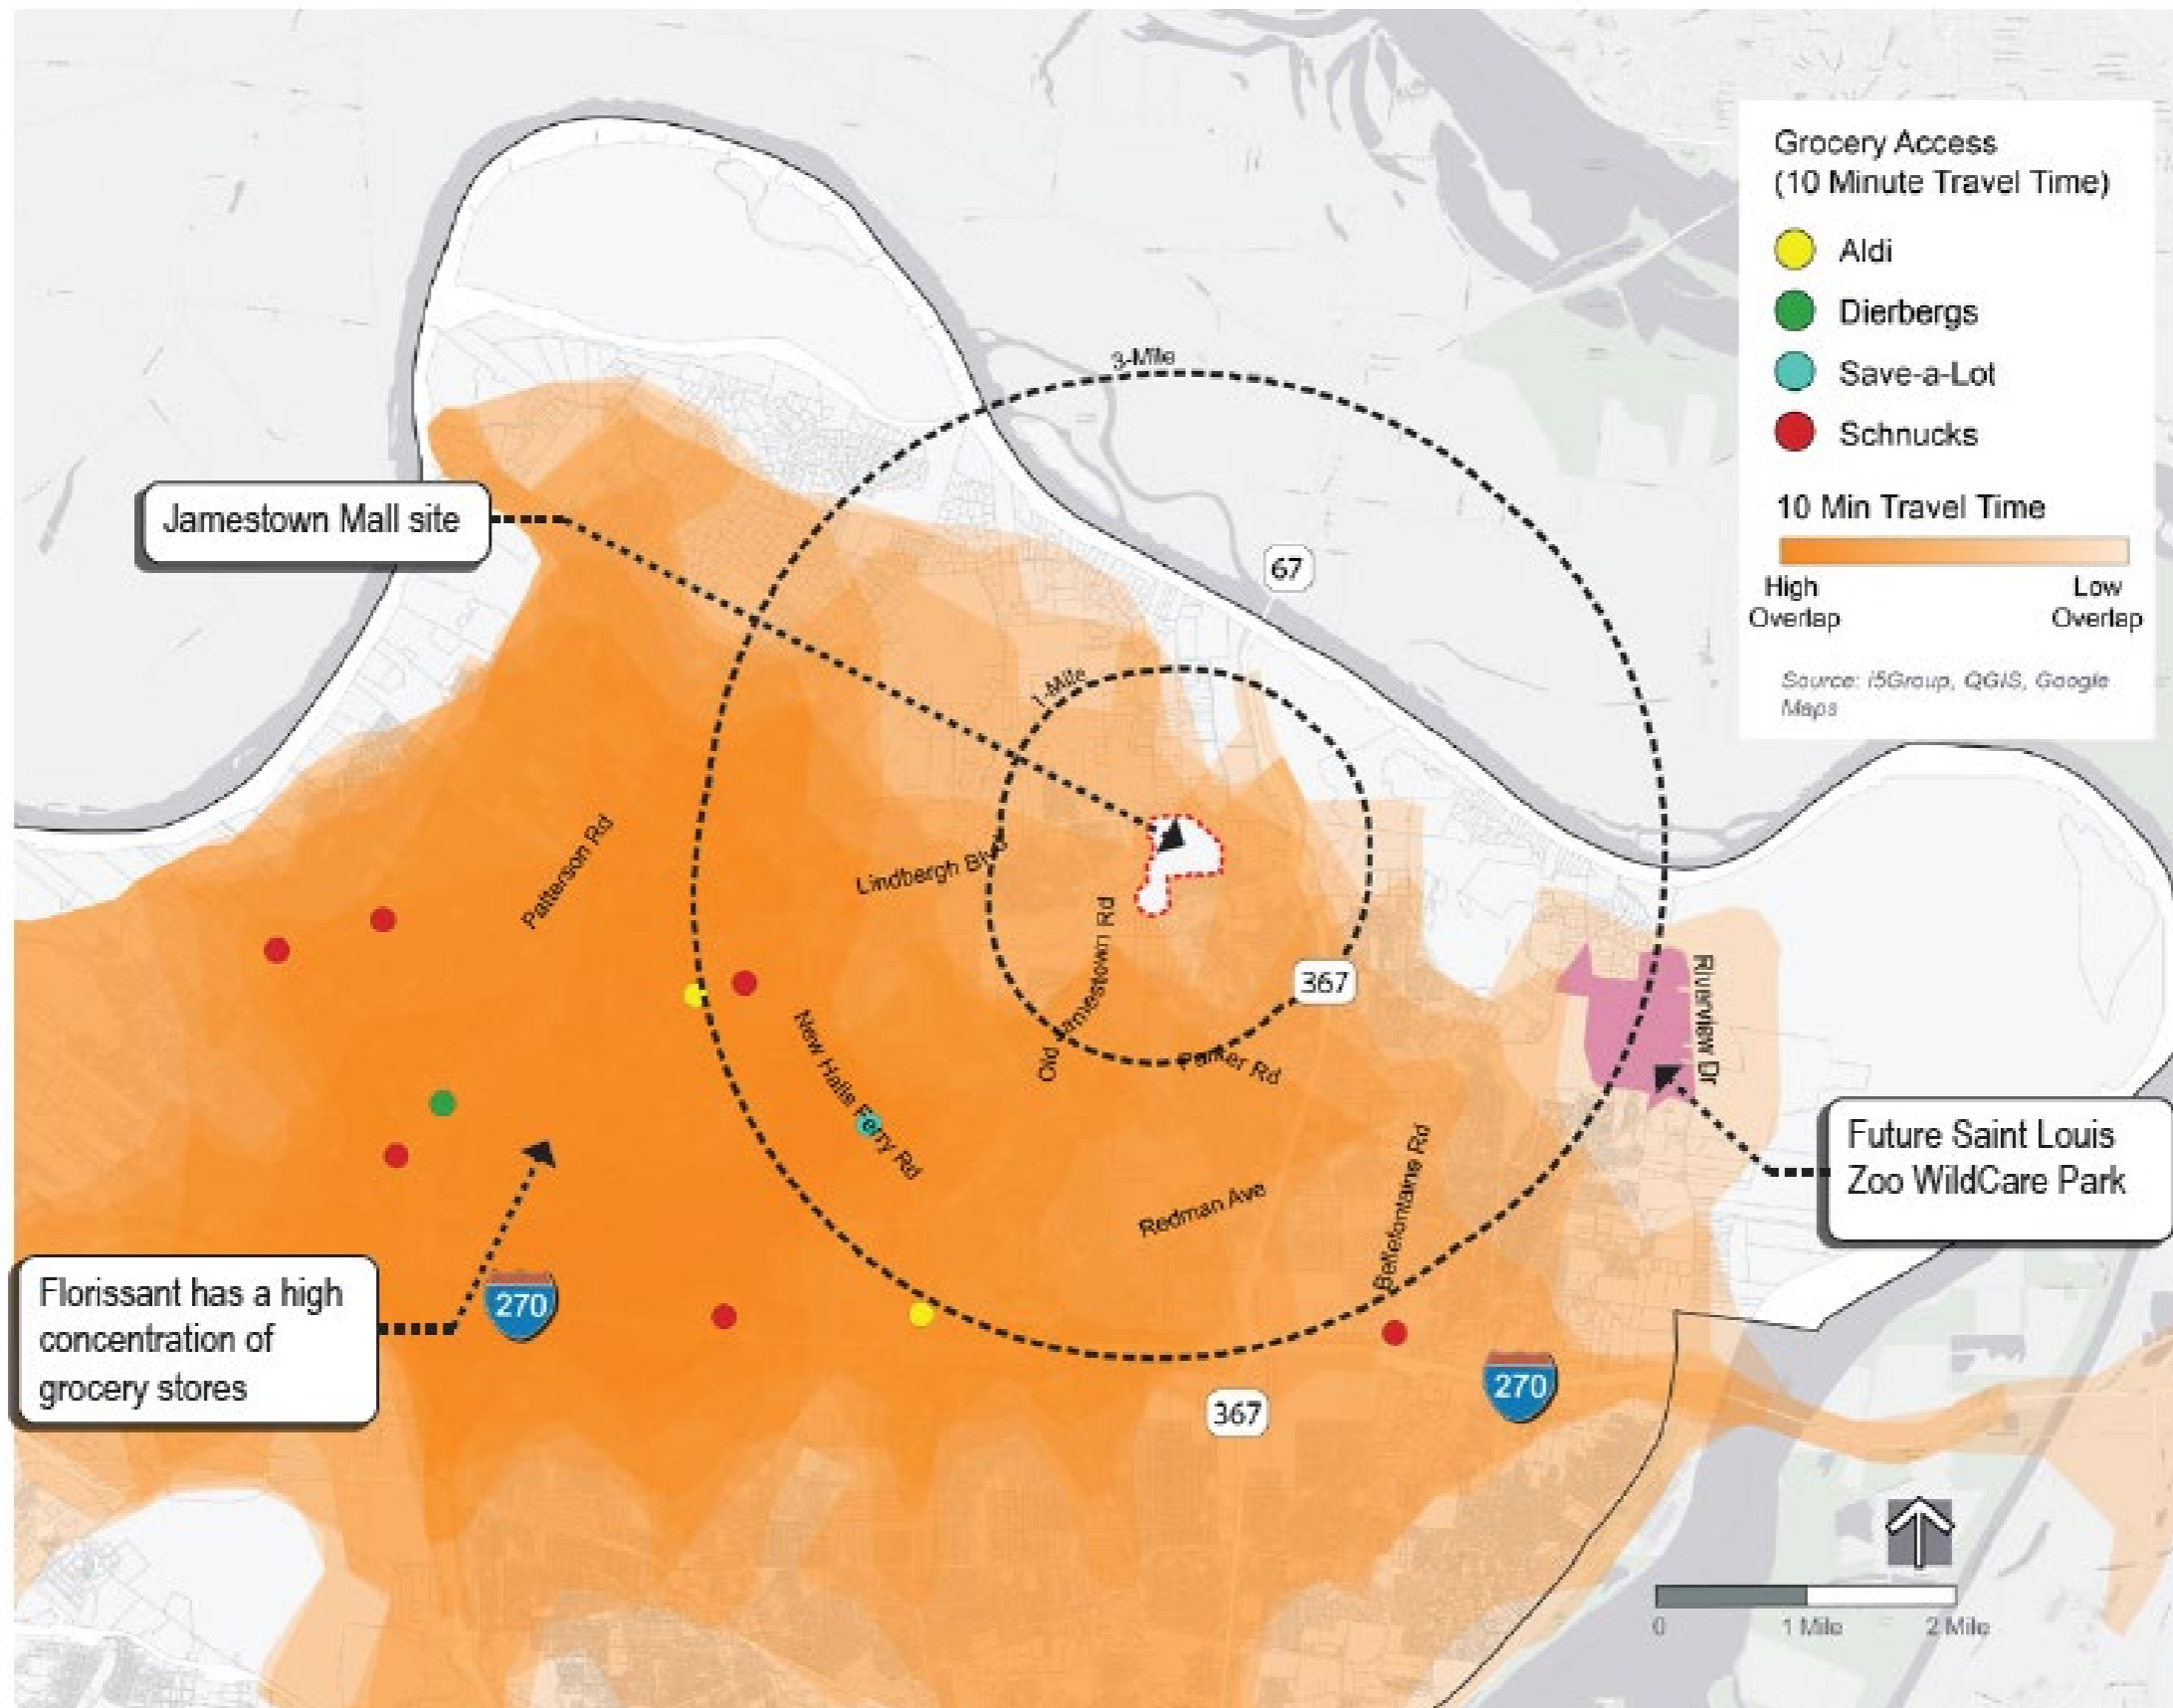 3-Mile
Grocery Access
(10 Minute Travel Time)
Aldi
Dierbergs
Save-a-Lot
Schnucks
10 Min Travel Time
High
Overlap
Low
Overlap
Source: i5Group, QGIS, Google
Maps
Jamestown Mall site
67
1-Mile
Patterson Rd
Lindbergh Blvd
Old Jamestown Rd
367
New Halls Ferry Rd
Parker Rd
Riverview Dr
Future Saint Louis
Zoo WildCare Park
Redman Ave
Bellefontaine Rd
Florissant has a high
concentration of
grocery stores
270
270
367
0
1 Mile
2 Mile